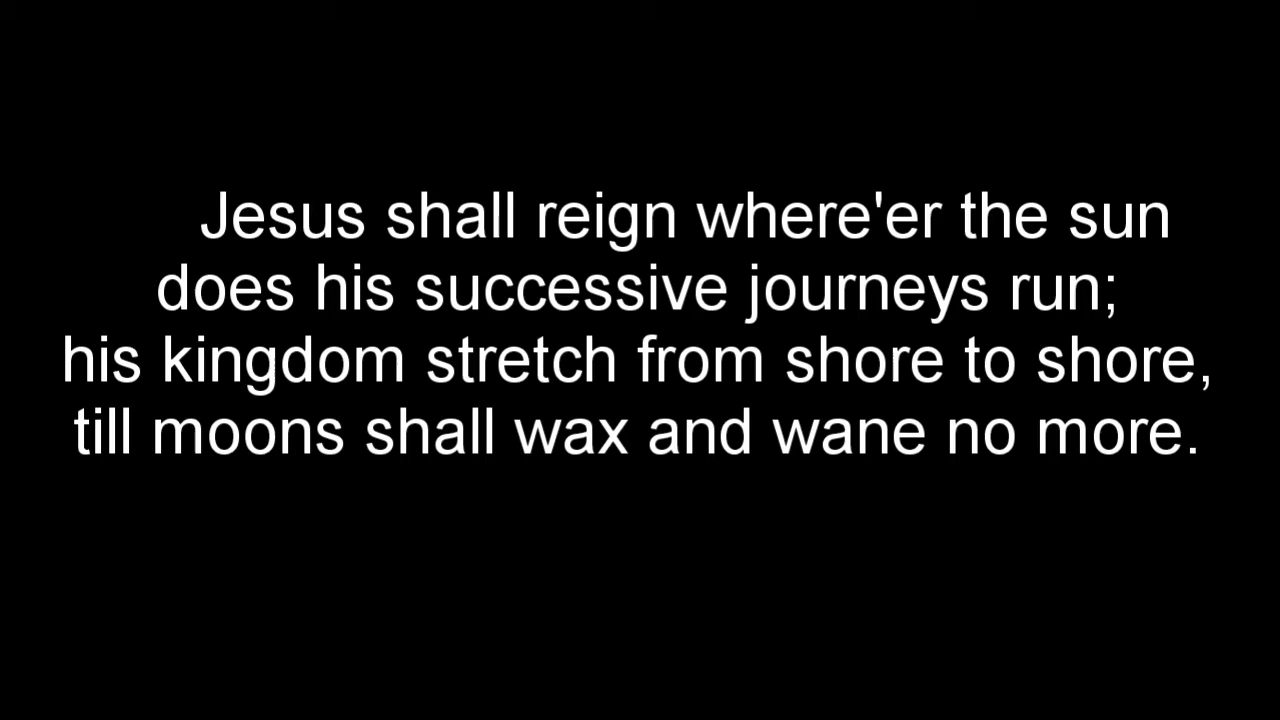 Jesus shall reign where'er the sun
does his successive journeys run;
his kingdom stretch from shore to shore,
till moons shall wax and wane no more.